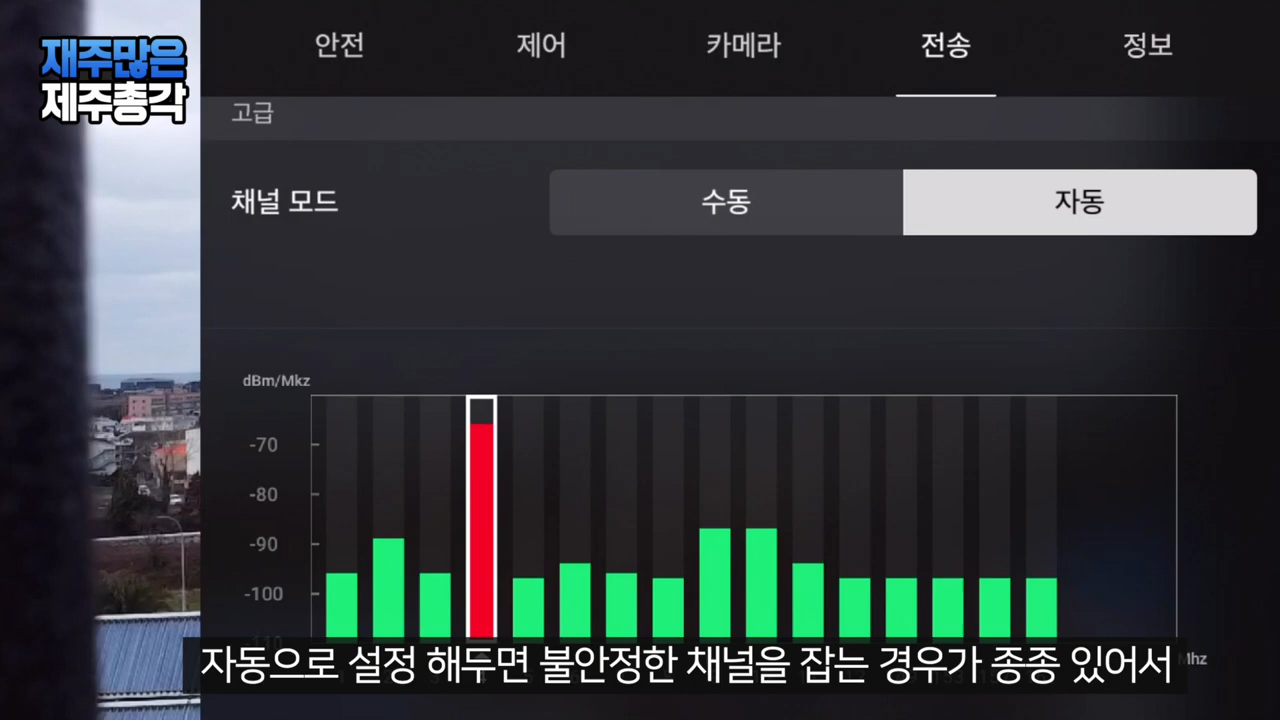 재주많은
제주총각
안전 제어 카메라 전송 정보
고급
채널 모드 수동 자동
dBm/Mkz
-70
-80
-90
-100
자동으로 설정 해두면 불안정한 채널을 잡는 경우가 종종 있어서
Mhz